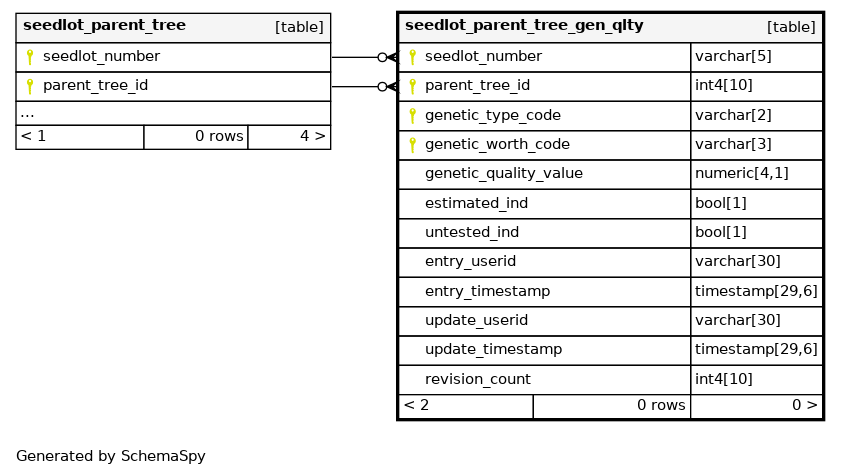 seedlot_parent_tree [table]
seedlot_number
parent_tree_id
...
< 1 0 rows 4 >
seedlot_parent_tree_gen_qlty [table]
seedlot_number varchar[5]
parent_tree_id int4[10]
genetic_type_code varchar[2]
genetic_worth_code varchar[3]
genetic_quality_value numeric[4,1]
estimated_ind bool[1]
untested_ind bool[1]
entry_userid varchar[30]
entry_timestamp timestamp[29,6]
update_userid varchar[30]
update_timestamp timestamp[29,6]
revision_count int4[10]
< 2 0 rows 0 >
Generated by SchemaSpy